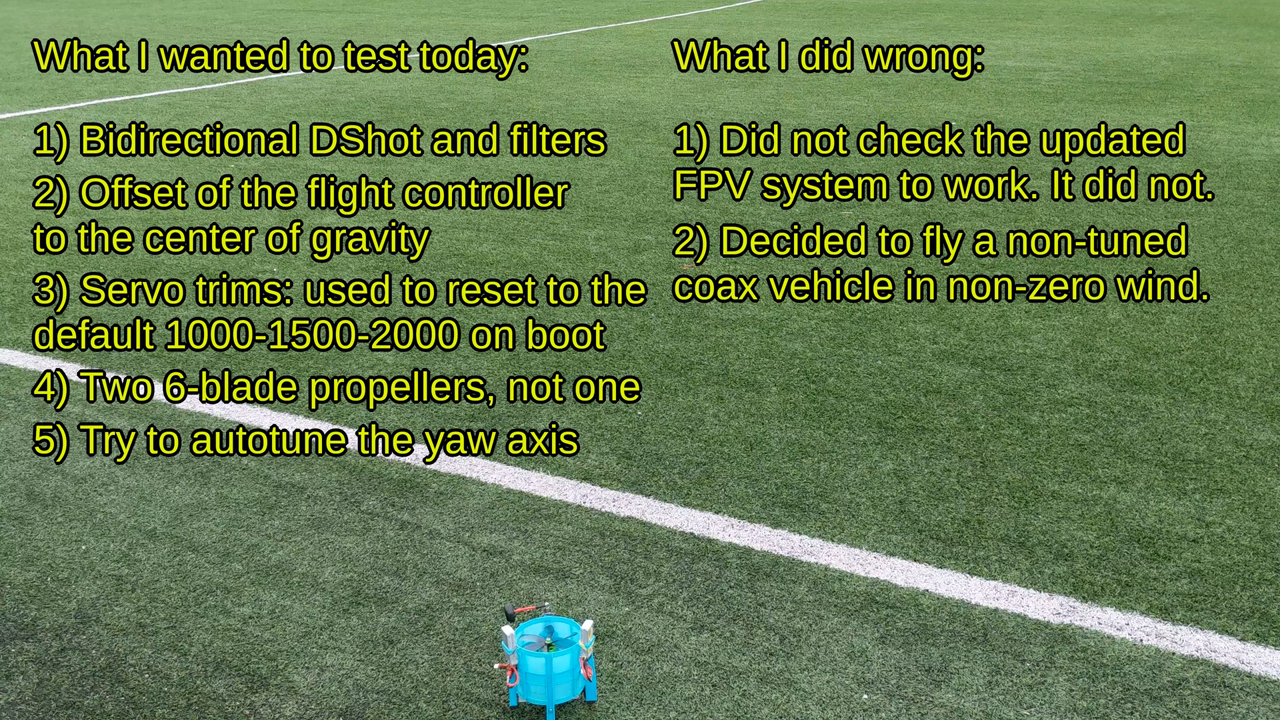 What I wanted to test today:
1) Bidirectional DShot and filters
2) Offset of the flight controller
to the center of gravity
3) Servo trims: used to reset to the
default 1000-1500-2000 on boot
4) Two 6-blade propellers, not one
5) Try to autotune the yaw axis
What I did wrong:
1) Did not check the updated
FPV system to work. It did not.
2) Decided to fly a non-tuned
coax vehicle in non-zero wind.